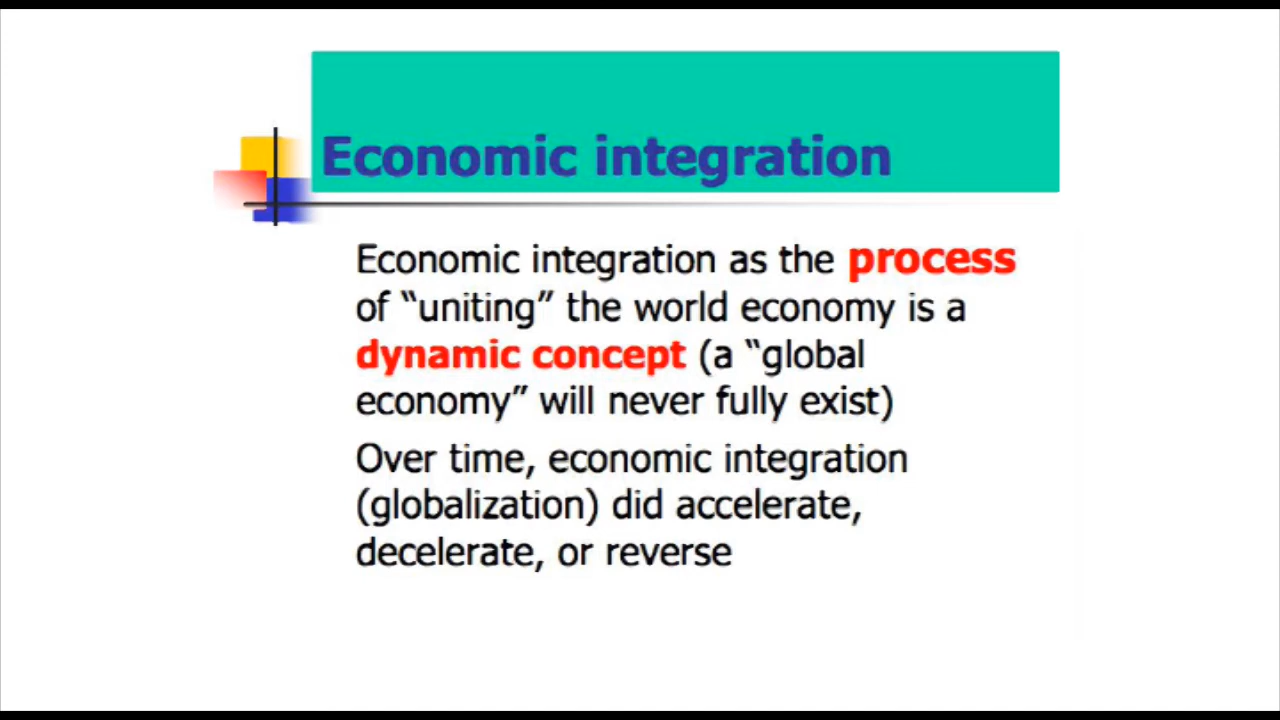 Economic integration
Economic integration as the process
of “uniting” the world economy is a
dynamic concept (a “global
economy” will never fully exist)
Over time, economic integration
(globalization) did accelerate,
decelerate, or reverse